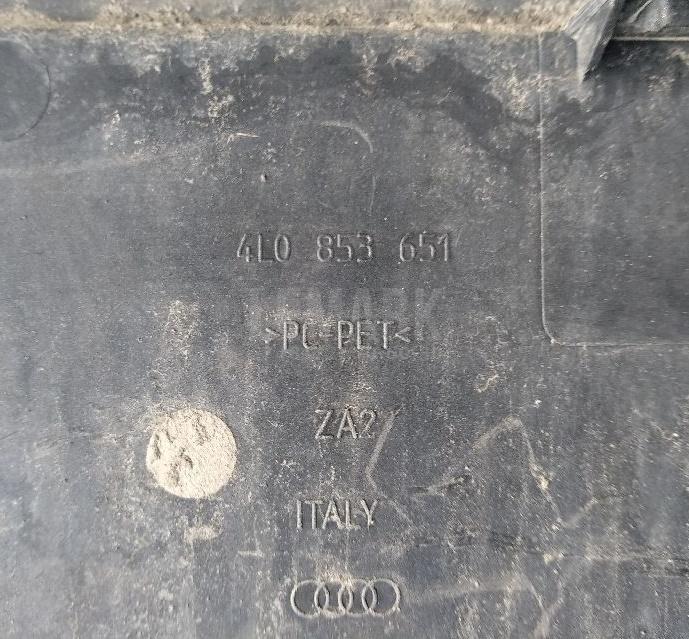 4L0 853 651
>PC-PET<
ZA2
ITALY